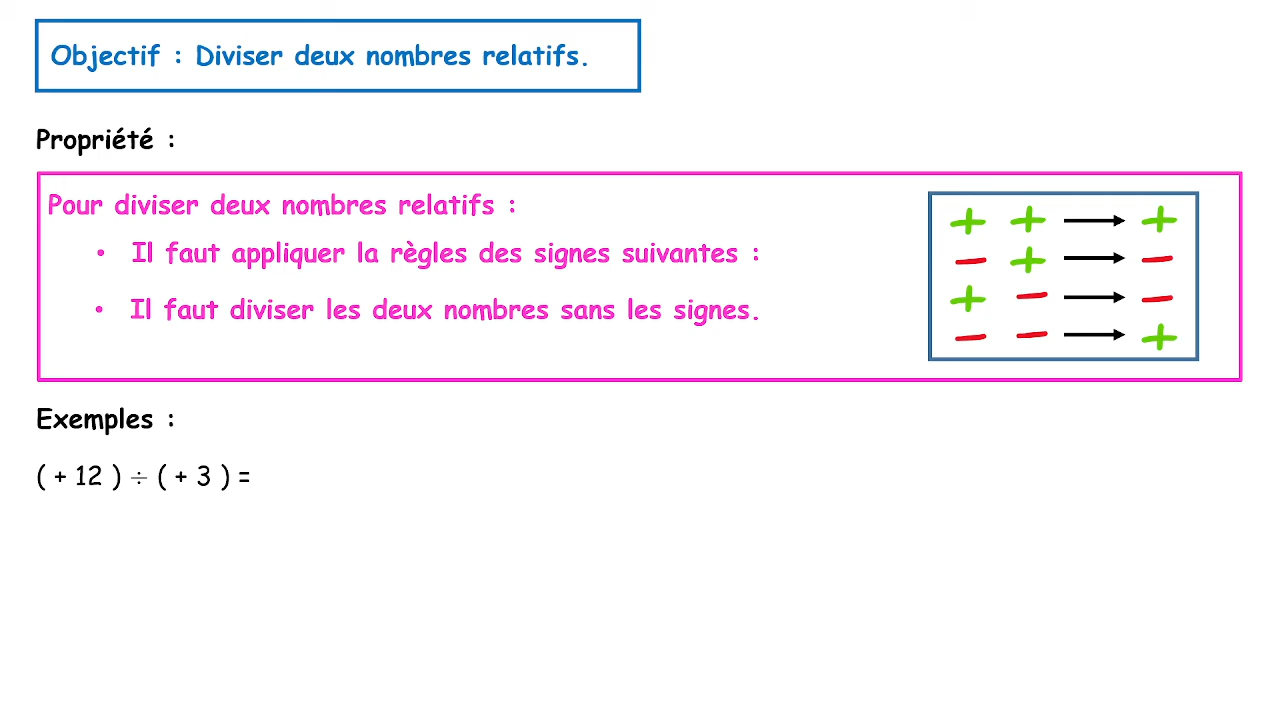 Objectif : Diviser deux nombres relatifs.
Propriété :
Pour diviser deux nombres relatifs :
• Il faut appliquer la règles des signes suivantes :
• Il faut diviser les deux nombres sans les signes.
+ + → +
− + → −
+ − → −
− − → +
Exemples :
( + 12 ) ÷ ( + 3 ) =